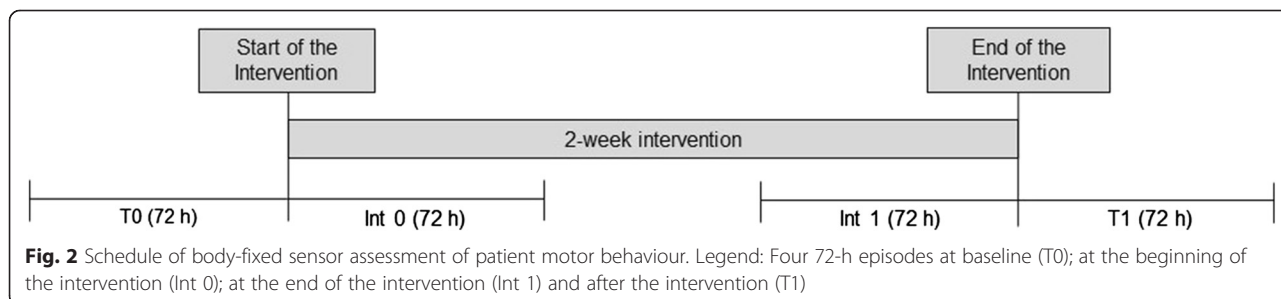 Start of the
Intervention
End of the
Intervention
2-week intervention
T0 (72 h)
Int 0 (72 h)
Int 1 (72 h)
T1 (72 h)
Fig. 2 Schedule of body-fixed sensor assessment of patient motor behaviour. Legend: Four 72-h episodes at baseline (T0); at the beginning of
the intervention (Int 0); at the end of the intervention (Int 1) and after the intervention (T1)